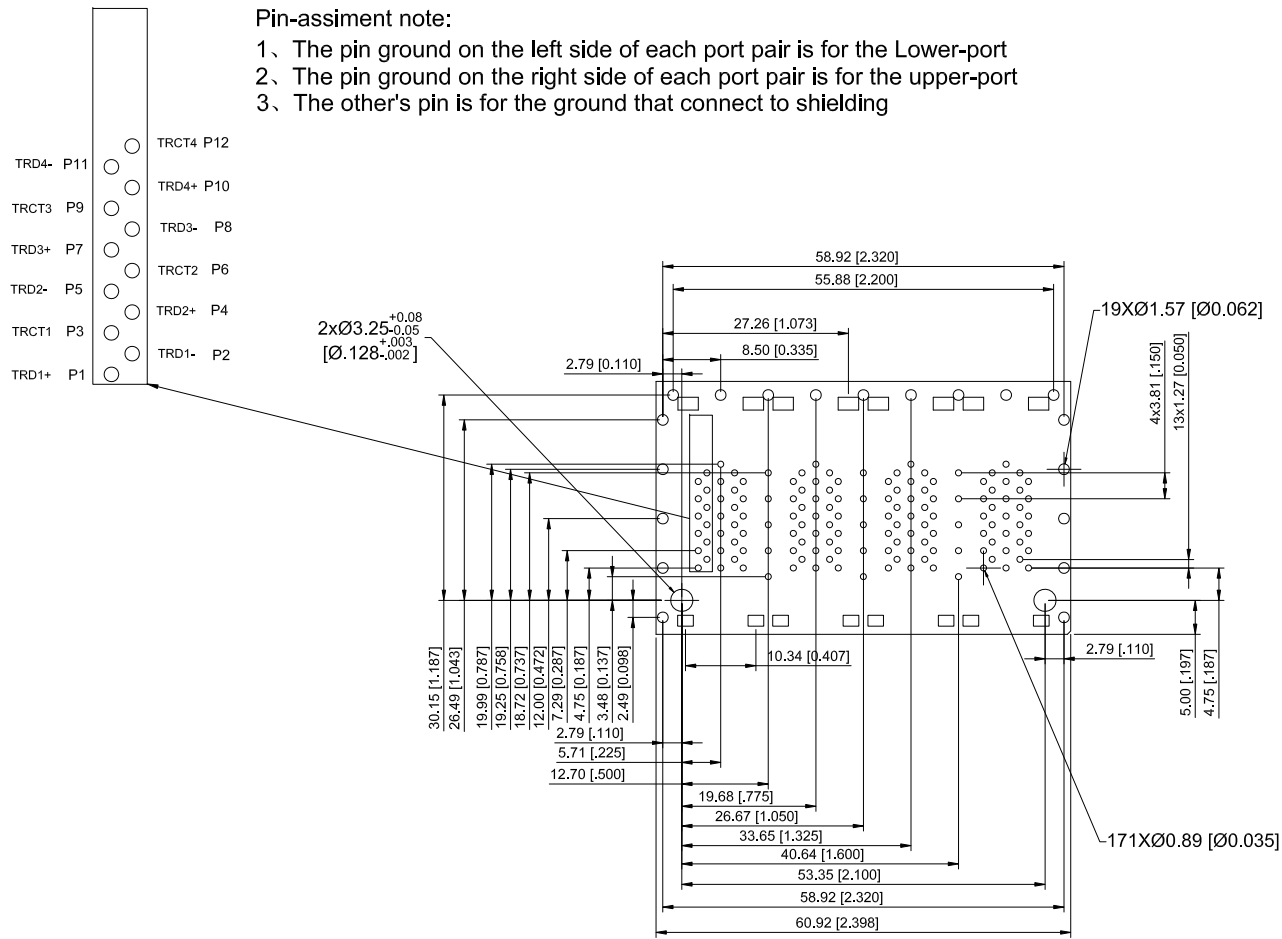 Pin-assiment note:
1、The pin ground on the left side of each port pair is for the Lower-port
2、The pin ground on the right side of each port pair is for the upper-port
3、The other's pin is for the ground that connect to shielding
TRCT4 P12
TRD4- P11
TRD4+ P10
TRCT3 P9
TRD3- P8
TRD3+ P7
TRCT2 P6
TRD2- P5
TRD2+ P4
TRCT1 P3
TRD1- P2
TRD1+ P1
58.92 [2.320]
55.88 [2.200]
27.26 [1.073]
8.50 [0.335]
2.79 [0.110]
2xØ3.25+0.08-0.05
[Ø.128+.003-.002]
19XØ1.57 [Ø0.062]
4x3.81 [.150]
13x1.27 [0.050]
30.15 [1.187]
26.49 [1.043]
19.99 [0.787]
19.25 [0.758]
18.72 [0.737]
12.00 [0.472]
7.29 [0.287]
4.75 [0.187]
3.48 [0.137]
2.49 [0.098]
10.34 [0.407]
2.79 [.110]
5.00 [.197]
4.75 [.187]
2.79 [.110]
5.71 [.225]
12.70 [.500]
19.68 [.775]
26.67 [1.050]
33.65 [1.325]
40.64 [1.600]
53.35 [2.100]
58.92 [2.320]
60.92 [2.398]
171XØ0.89 [Ø0.035]